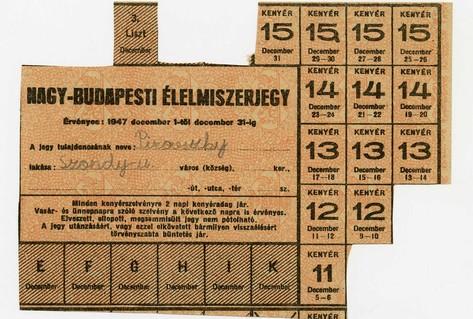 3.
Liszt
December
KENYÉR KENYÉR KENYÉR KENYÉR
15 15 15 15
December December December December
31 29—30 27—28 25—26
NAGY-BUDAPESTI ÉLELMISZERJEGY
Érvényes: 1947 december 1-től december 31-ig
A jegy tulajdonosának neve:
lakása: Szondy-u város (község), ker.,
-út, -utca, -tér sz.
Minden kenyérszelvényre 2 napi kenyéradag jár.
Vasár- és ünnepnapra szóló szelvény a következő napra is érvényes.
Elveszett, ellopott, megsemmisült jegy nem pótolható.
A jegy utánzásáért, vagy ezzel elkövetett bármilyen visszaélésért
törvényszabta büntetés jár.
KENYÉR KENYÉR KENYÉR KENYÉR
14 14 14 14
December December December December
23—24 21—22 19—20
KENYÉR KENYÉR KENYÉR
13 13 13
December December December
17—18 15—16 13—14
KENYÉR KENYÉR
12 12
December December
11—12 9—10
KENYÉR
11
December
5—6
E F G H I K
December December December December December December
KENYÉR